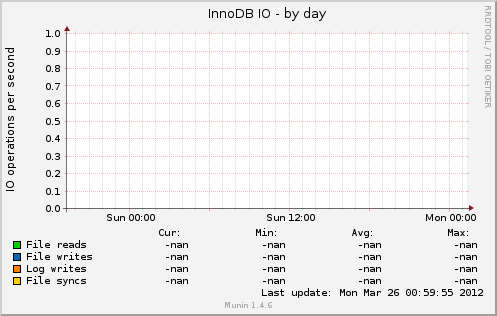 InnoDB IO - by day
RRDTOOL / TOBI OETIKER
IO operations per second
1.0
0.9
0.8
0.7
0.6
0.5
0.4
0.3
0.2
0.1
0.0
Sun 00:00 Sun 12:00 Mon 00:00
Cur: Min: Avg: Max:
File reads -nan -nan -nan -nan
File writes -nan -nan -nan -nan
Log writes -nan -nan -nan -nan
File syncs -nan -nan -nan -nan
Last update: Mon Mar 26 00:59:55 2012
Munin 1.4.6